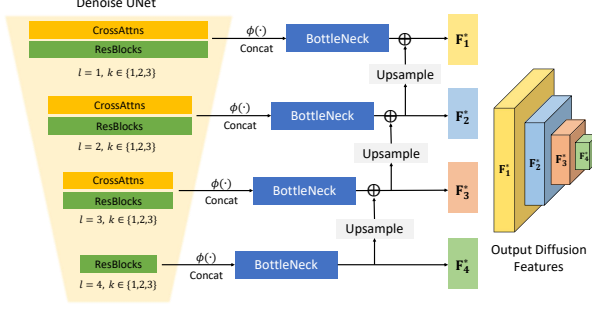 Denoise UNet
CrossAttns
ResBlocks
l = 1, k ∈ {1,2,3}
ϕ(·)
Concat
BottleNeck
⊕
F₁*
Upsample
CrossAttns
ResBlocks
l = 2, k ∈ {1,2,3}
ϕ(·)
Concat
BottleNeck
⊕
F₂*
Upsample
CrossAttns
ResBlocks
l = 3, k ∈ {1,2,3}
ϕ(·)
Concat
BottleNeck
⊕
F₃*
Upsample
ResBlocks
l = 4, k ∈ {1,2,3}
ϕ(·)
Concat
BottleNeck
F₄*
F₁*
F₂*
F₃*
F₄*
Output Diffusion
Features